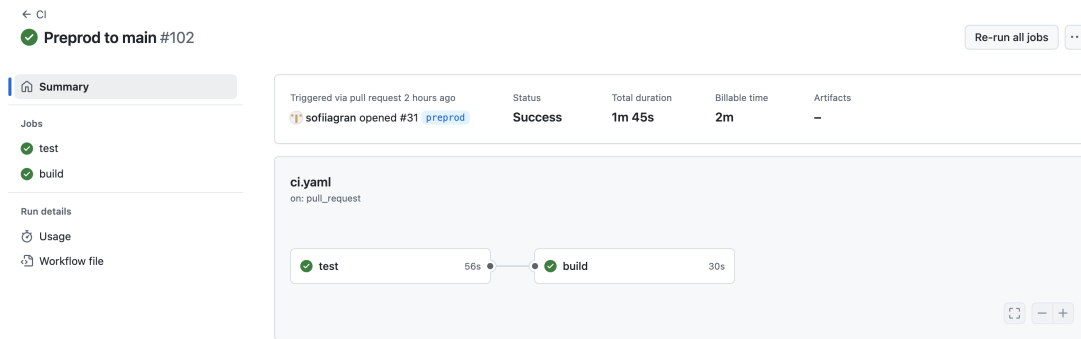 ← CI
Preprod to main #102
Re-run all jobs
Summary
Jobs
test
build
Run details
Usage
Workflow file
Triggered via pull request 2 hours ago
sofiiagran opened #31 preprod
Status
Success
Total duration
1m 45s
Billable time
2m
Artifacts
–
ci.yaml
on: pull_request
test 56s
build 30s